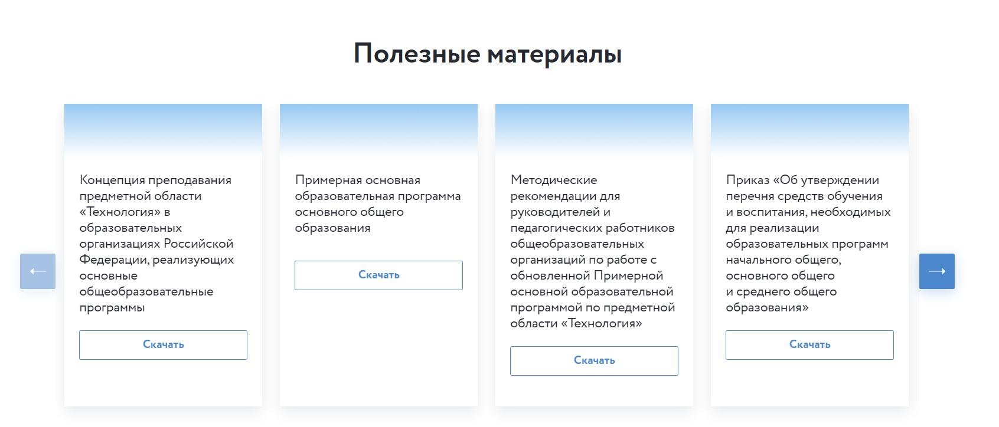 Полезные материалы
Концепция преподавания
предметной области
«Технология» в
образовательных
организациях Российской
Федерации, реализующих
основные
общеобразовательные
программы
Скачать
Примерная основная
образовательная программа
основного общего
образования
Скачать
Методические
рекомендации для
руководителей и
педагогических работников
общеобразовательных
организаций по работе с
обновленной Примерной
основной образовательной
программой по предметной
области «Технология»
Скачать
Приказ «Об утверждении
перечня средств обучения
и воспитания, необходимых
для реализации
образовательных программ
начального общего,
основного общего
и среднего общего
образования»
Скачать